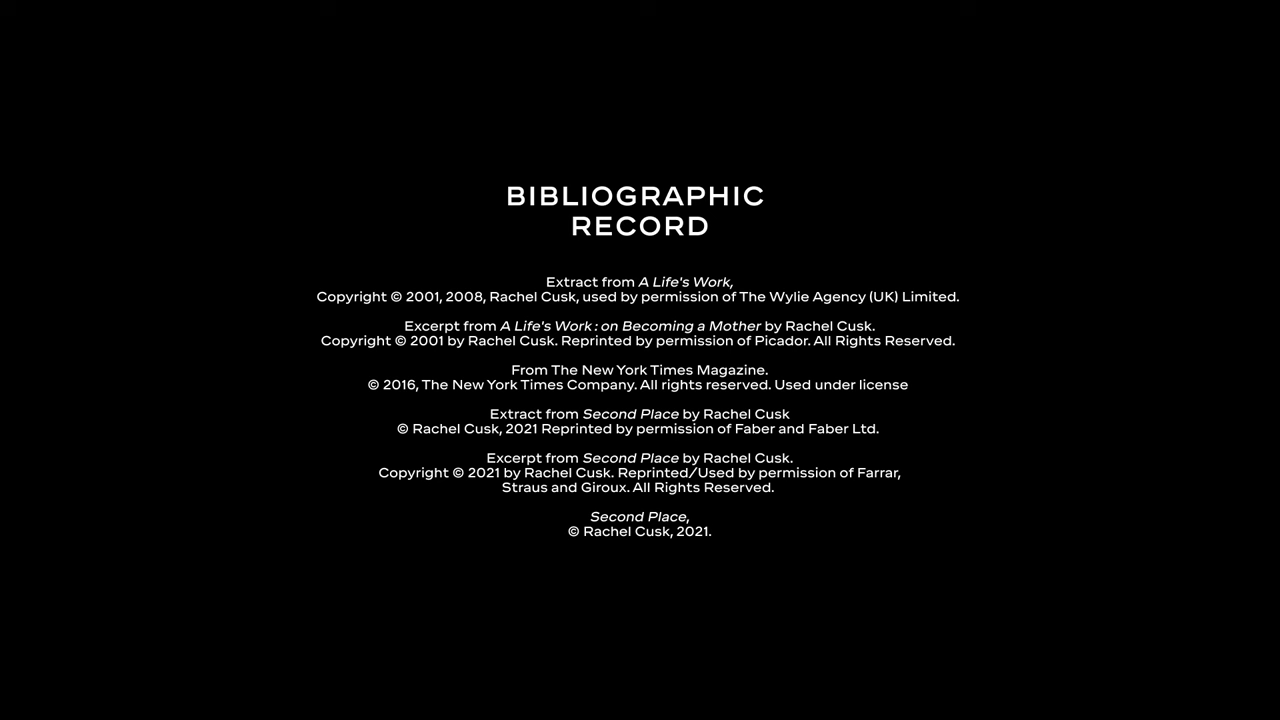 BIBLIOGRAPHIC
RECORD
Extract from A Life's Work,
Copyright © 2001, 2008, Rachel Cusk, used by permission of The Wylie Agency (UK) Limited.
Excerpt from A Life's Work : on Becoming a Mother by Rachel Cusk.
Copyright © 2001 by Rachel Cusk. Reprinted by permission of Picador. All Rights Reserved.
From The New York Times Magazine.
© 2016, The New York Times Company. All rights reserved. Used under license
Extract from Second Place by Rachel Cusk
© Rachel Cusk, 2021 Reprinted by permission of Faber and Faber Ltd.
Excerpt from Second Place by Rachel Cusk.
Copyright © 2021 by Rachel Cusk. Reprinted/Used by permission of Farrar,
Straus and Giroux. All Rights Reserved.
Second Place,
© Rachel Cusk, 2021.